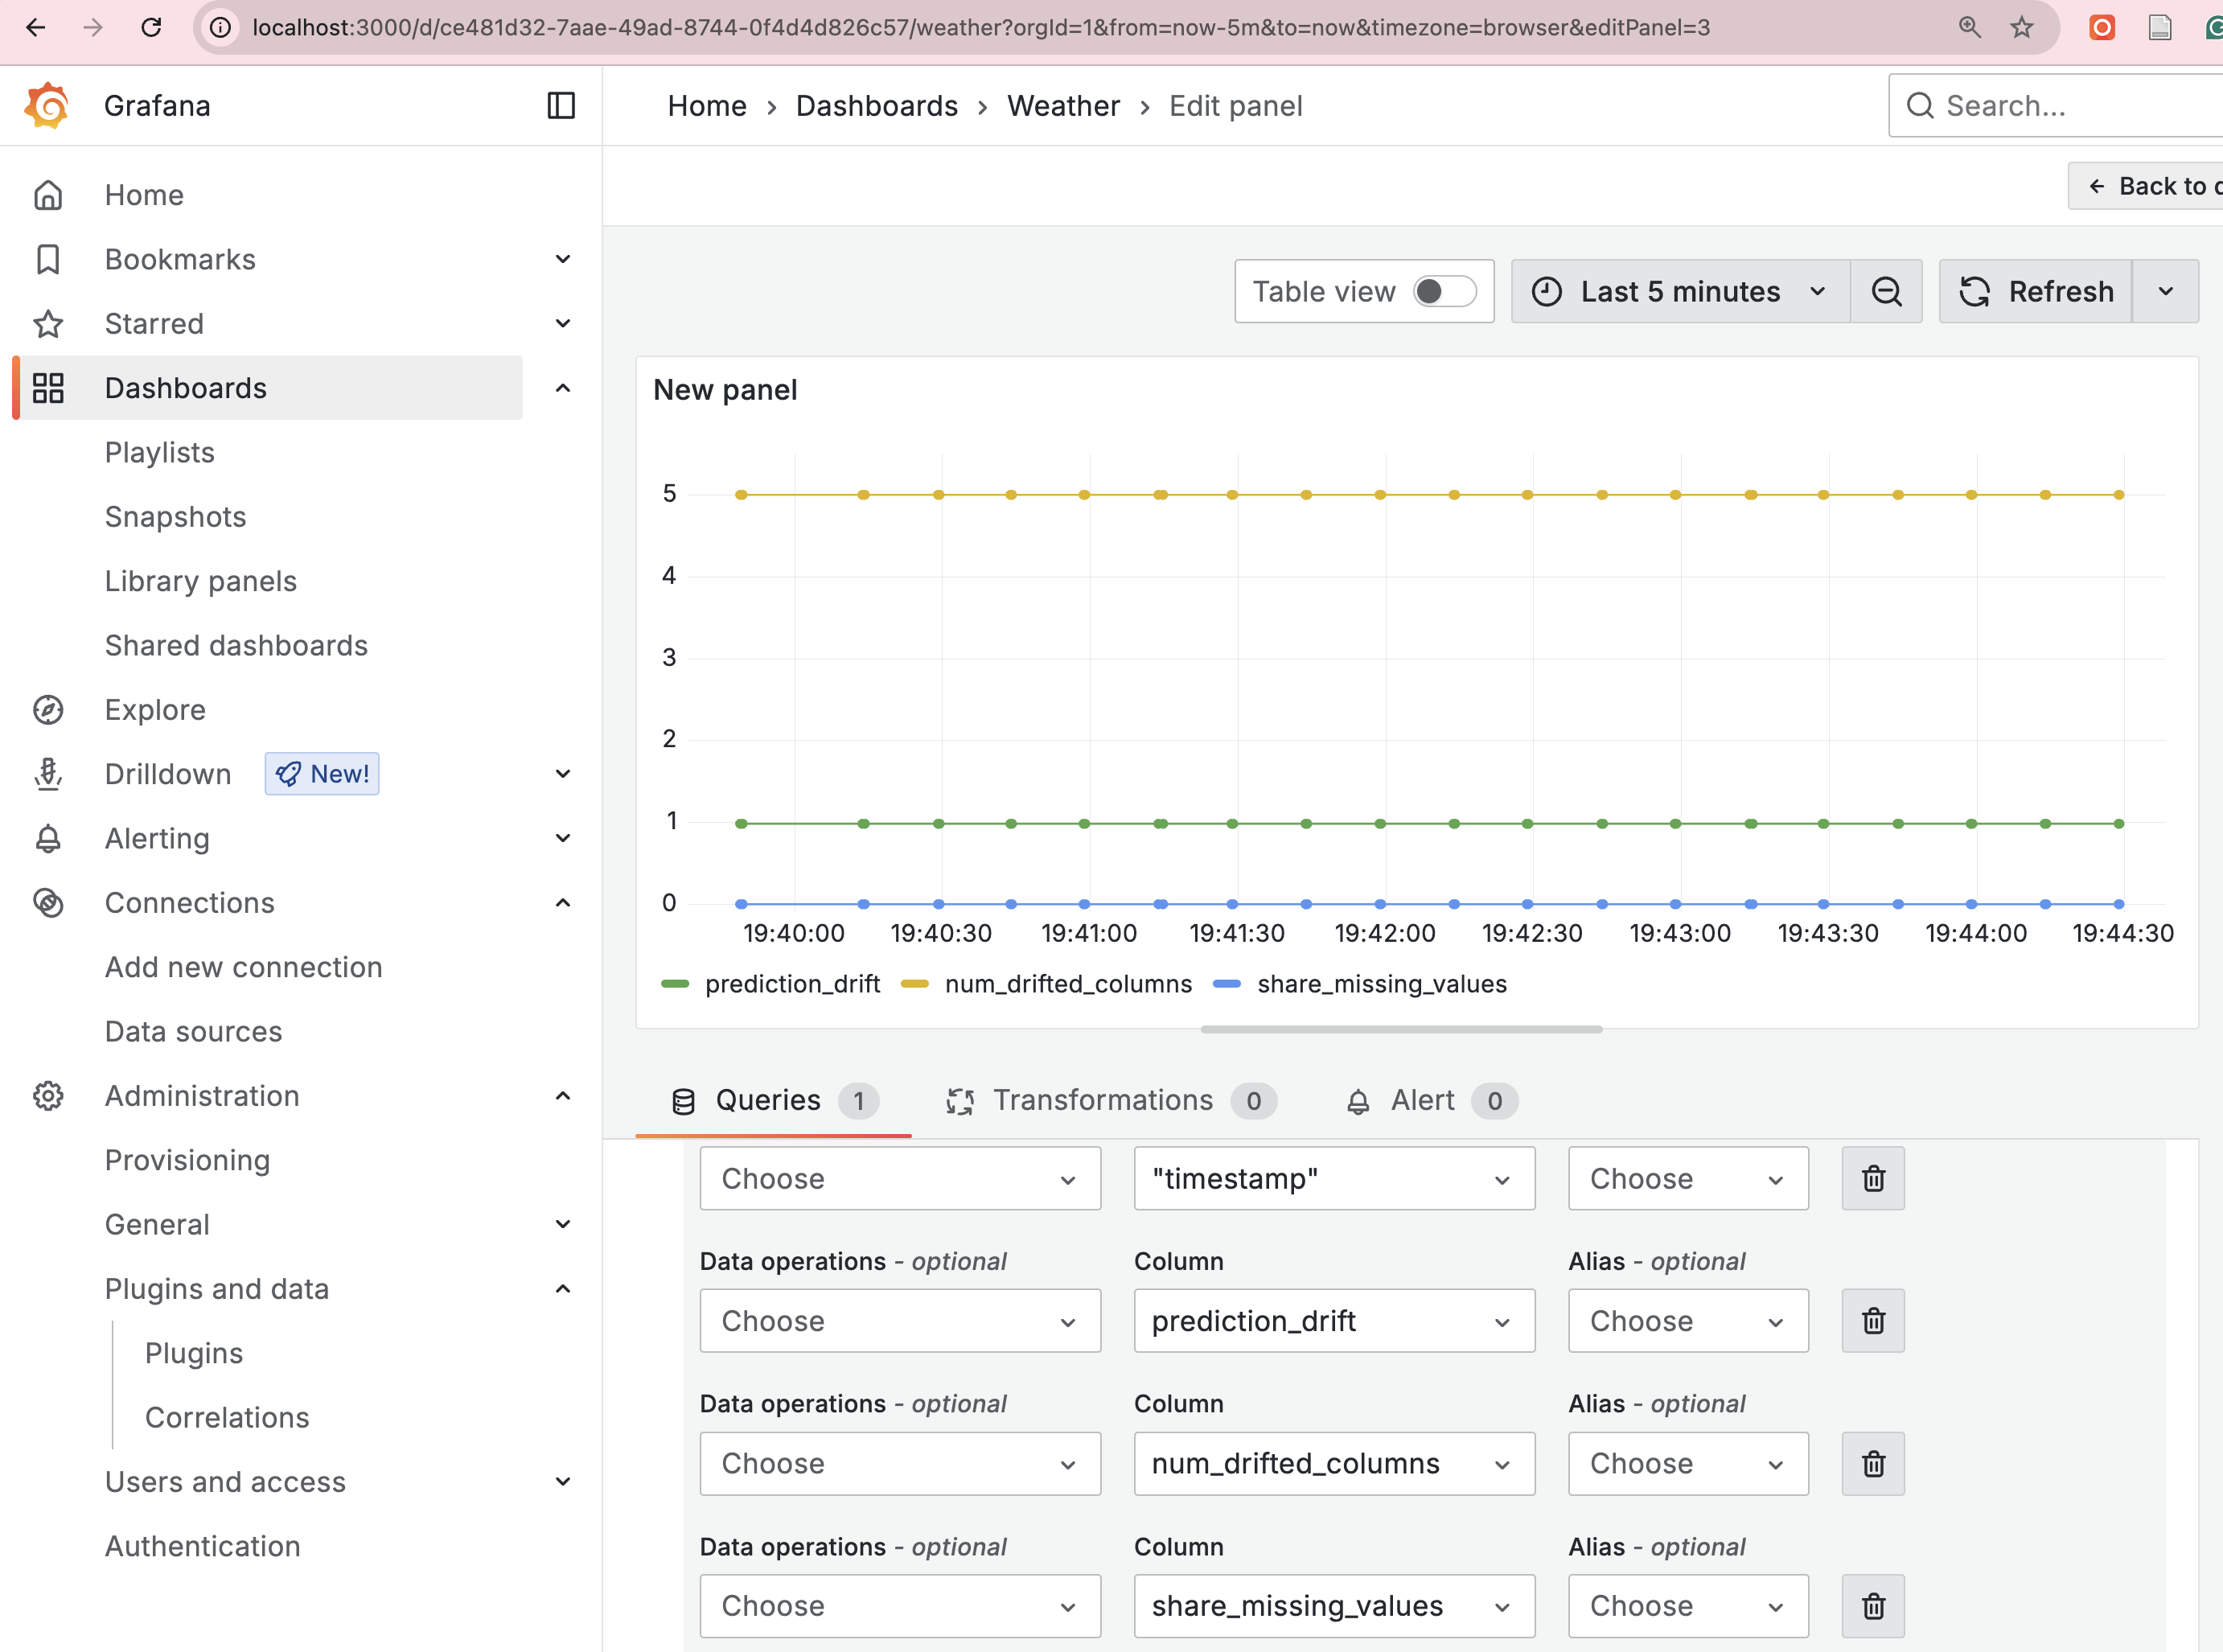 localhost:3000/d/ce481d32-7aae-49ad-8744-0f4d4d826c57/weather?orgId=1&from=now-5m&to=now&timezone=browser&editPanel=3
Grafana
Home › Dashboards › Weather › Edit panel
Search...
Home
Bookmarks
Starred
Dashboards
Playlists
Snapshots
Library panels
Shared dashboards
Explore
Drilldown New!
Alerting
Connections
Add new connection
Data sources
Administration
Provisioning
General
Plugins and data
Plugins
Correlations
Users and access
Authentication
← Back to
Table view
Last 5 minutes
Refresh
New panel
5
4
3
2
1
0
19:40:00 19:40:30 19:41:00 19:41:30 19:42:00 19:42:30 19:43:00 19:43:30 19:44:00 19:44:30
prediction_drift num_drifted_columns share_missing_values
Queries 1 Transformations 0 Alert 0
Choose "timestamp" Choose
Data operations - optional Column Alias - optional
Choose prediction_drift Choose
Data operations - optional Column Alias - optional
Choose num_drifted_columns Choose
Data operations - optional Column Alias - optional
Choose share_missing_values Choose